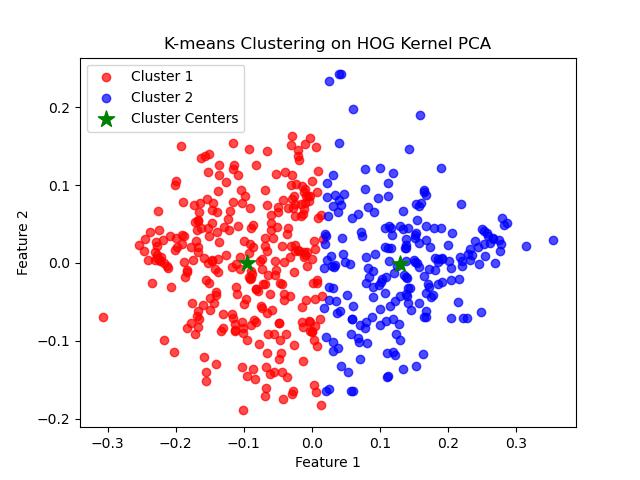 K-means Clustering on HOG Kernel PCA
Cluster 1
Cluster 2
Cluster Centers
0.2
0.1
0.0
−0.1
−0.2
Feature 2
−0.3 −0.2 −0.1 0.0 0.1 0.2 0.3
Feature 1